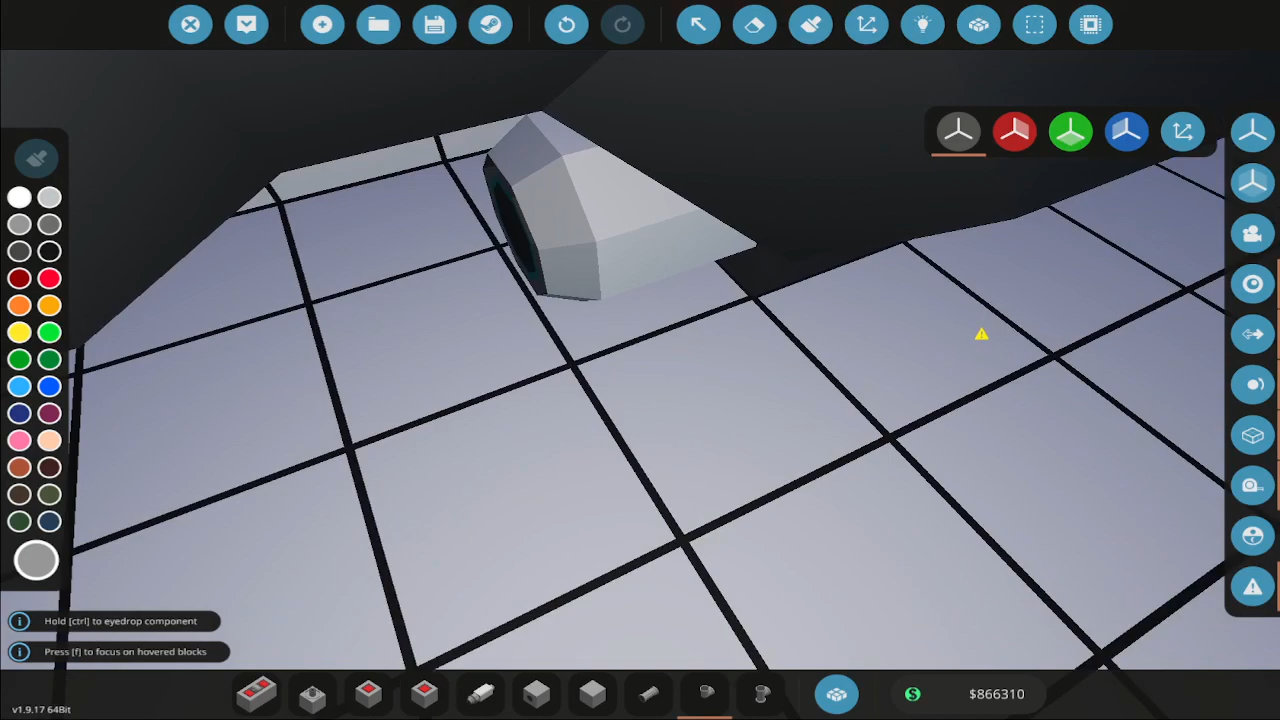 Hold [ctrl] to eyedrop component
Press [f] to focus on hovered blocks
$866310
v1.9.17 64Bit